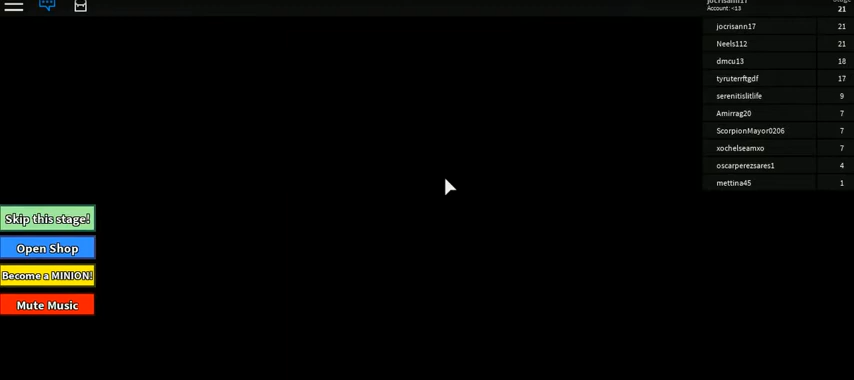 Account: <13
21
jocrisann17 21
Neels112 21
dmcu13 18
tyruterrftgdf 17
serenitislitlife 9
Amirrag20 7
ScorpionMayor0206 7
xochelseamxo 7
oscarperezsares1 4
mettina45 1
Skip this stage!
Open Shop
Become a MINION!
Mute Music